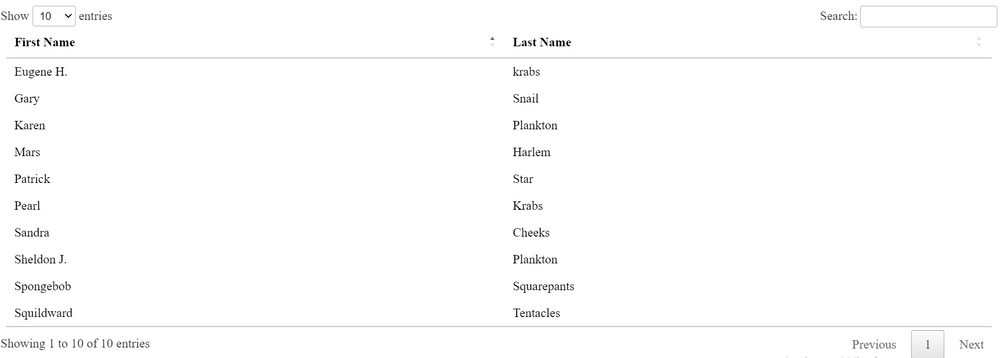 Show 10 entries Search:
First Name Last Name
Eugene H. krabs
Gary Snail
Karen Plankton
Mars Harlem
Patrick Star
Pearl Krabs
Sandra Cheeks
Sheldon J. Plankton
Spongebob Squarepants
Squildward Tentacles
Showing 1 to 10 of 10 entries Previous 1 Next